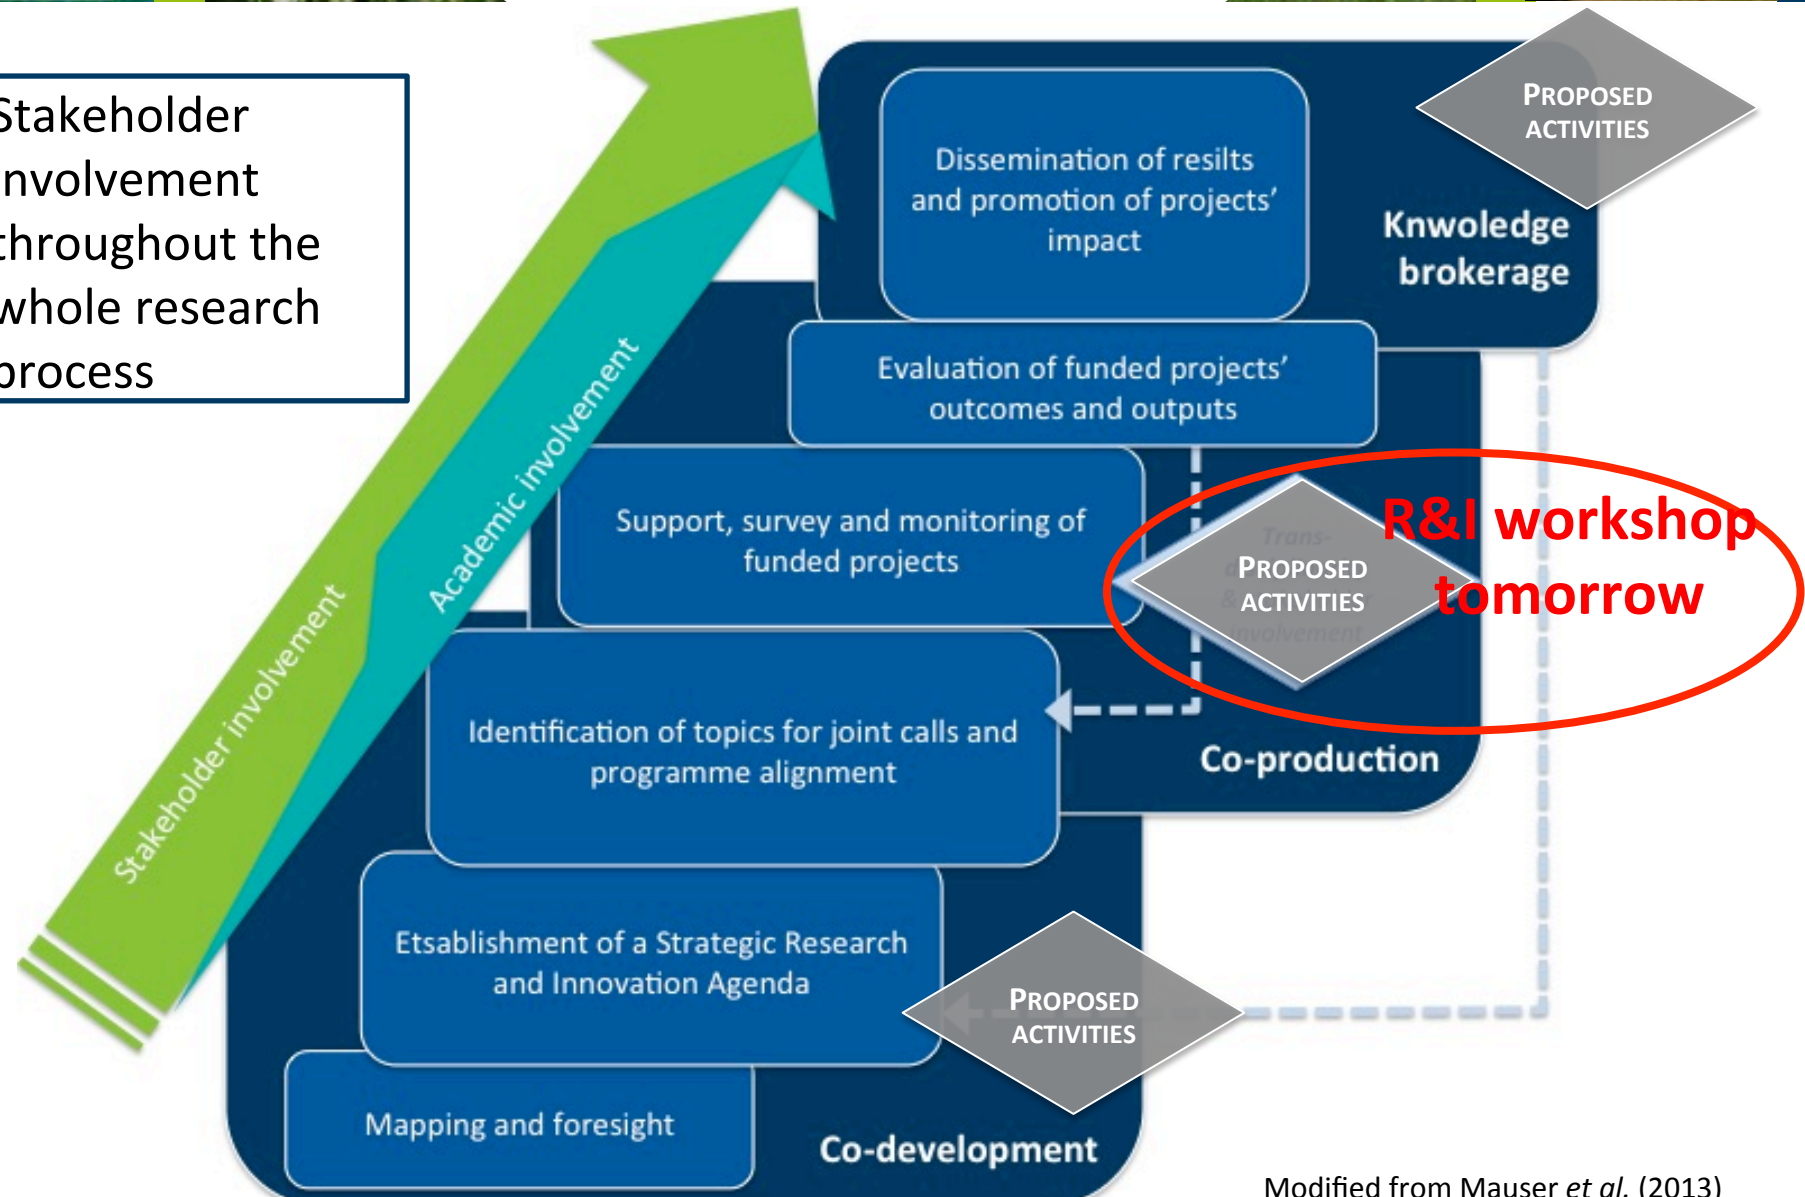 Stakeholder
involvement
throughout the
whole research
process
Stakeholder involvement
Academic involvement
PROPOSED
ACTIVITIES
Dissemination of resilts
and promotion of projects'
impact
Knwoledge
brokerage
Evaluation of funded projects'
outcomes and outputs
Support, survey and monitoring of
funded projects
Trans-
PROPOSED
ACTIVITIES
&
involvement
R&I workshop
tomorrow
Identification of topics for joint calls and
programme alignment
Co-production
Etsablishment of a Strategic Research
and Innovation Agenda
PROPOSED
ACTIVITIES
Mapping and foresight
Co-development
Modified from Mauser et al. (2013)